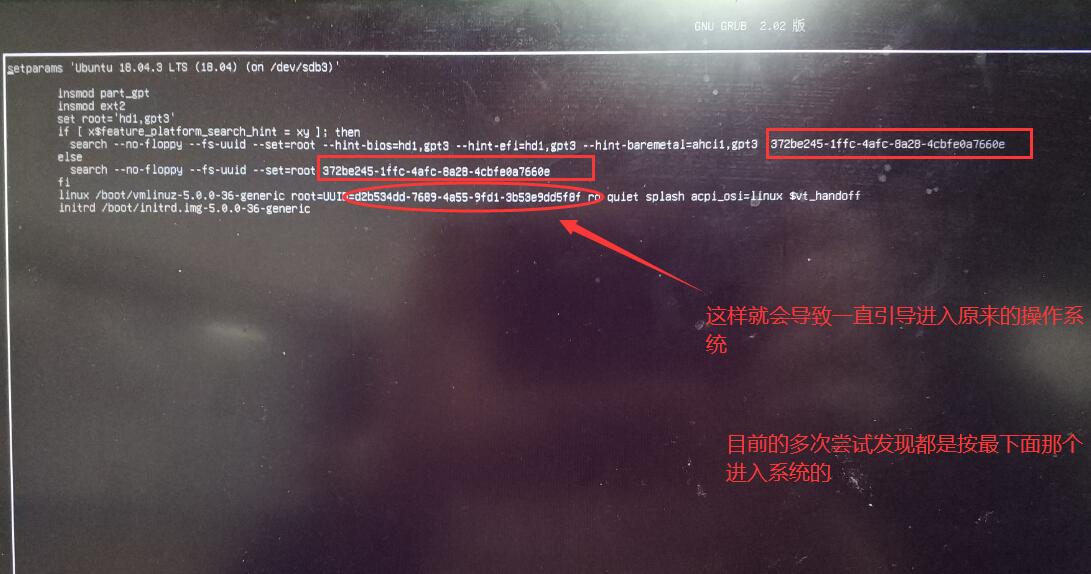 GNU GRUB 2.02 版
setparams 'Ubuntu 18.04.3 LTS (18.04) (on /dev/sdb3)'
insmod part_gpt
insmod ext2
set root='hd1,gpt3'
if [ x$feature_platform_search_hint = xy ]; then
search --no-floppy --fs-uuid --set=root --hint-bios=hd1,gpt3 --hint-efi=hd1,gpt3 --hint-baremetal=ahci1,gpt3 372be245-1ffc-4afc-8a28-4cbfe0a7660e
else
search --no-floppy --fs-uuid --set=root 372be245-1ffc-4afc-8a28-4cbfe0a7660e
fi
linux /boot/vmlinuz-5.0.0-36-generic root=UUID=d2b534dd-7689-4a55-9fd1-3b53e9dd5f8f ro quiet splash acpi_osi=linux $vt_handoff
initrd /boot/initrd.img-5.0.0-36-generic
这样就会导致一直引导进入原来的操作系
统
目前的多次尝试发现都是按最下面那个
进入系统的